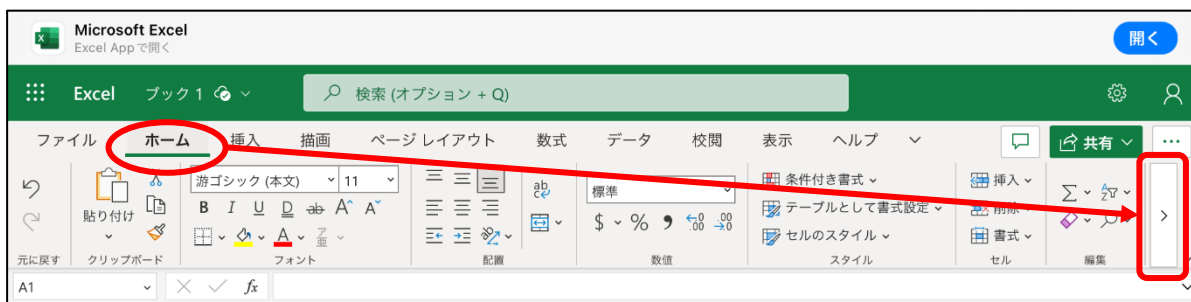 Microsoft Excel
Excel App で開く
開く
Excel ブック 1
検索 (オプション + Q)
ファイル ホーム 挿入 描画 ページ レイアウト 数式 データ 校閲 表示 ヘルプ
共有
游ゴシック (本文) 11
標準
条件付き書式
挿入
貼り付け
B I U D ab A^ A˅
$ % 9 .00 .00
テーブルとして書式設定
削除
A
セルのスタイル
書式
元に戻す クリップボード フォント 配置 数値 スタイル セル 編集
A1 fx